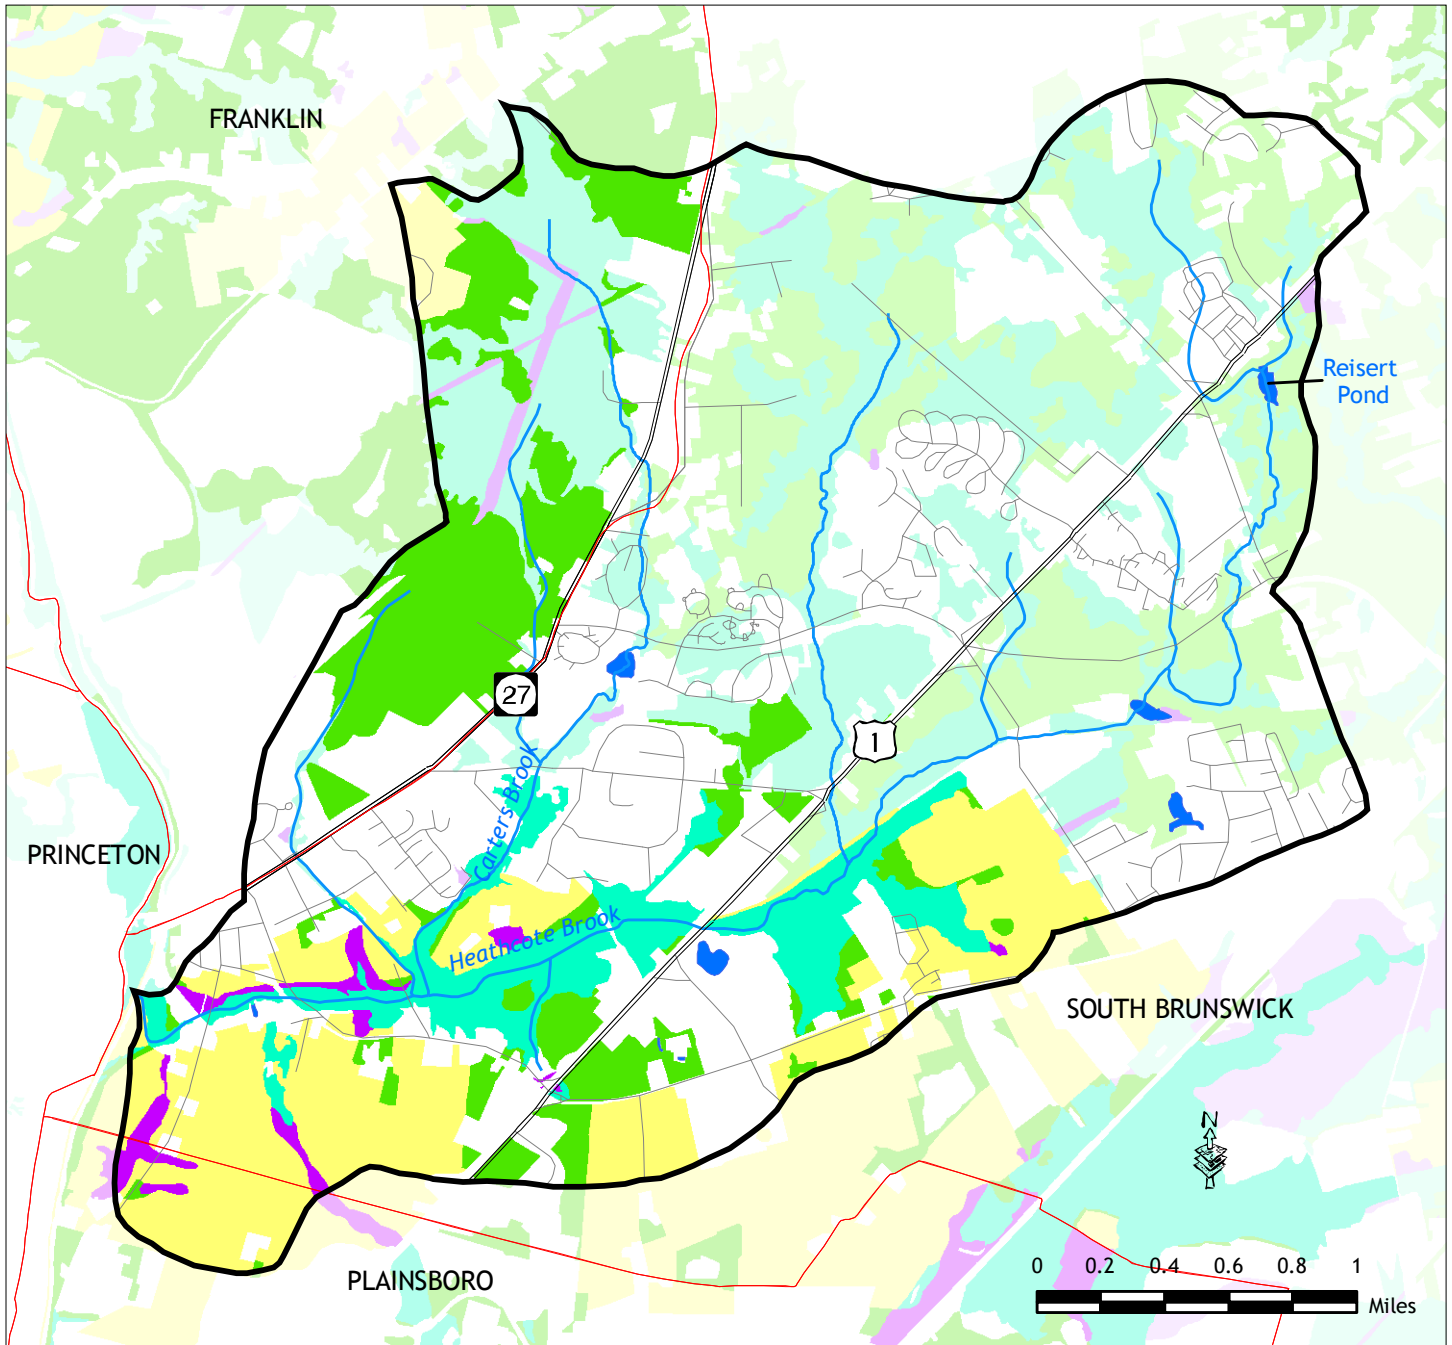 FRANKLIN
Reisert
Pond
27
1
Carters Brook
PRINCETON
Heathcote Brook
SOUTH BRUNSWICK
N
PLAINSBORO
0 0.2 0.4 0.6 0.8 1
Miles